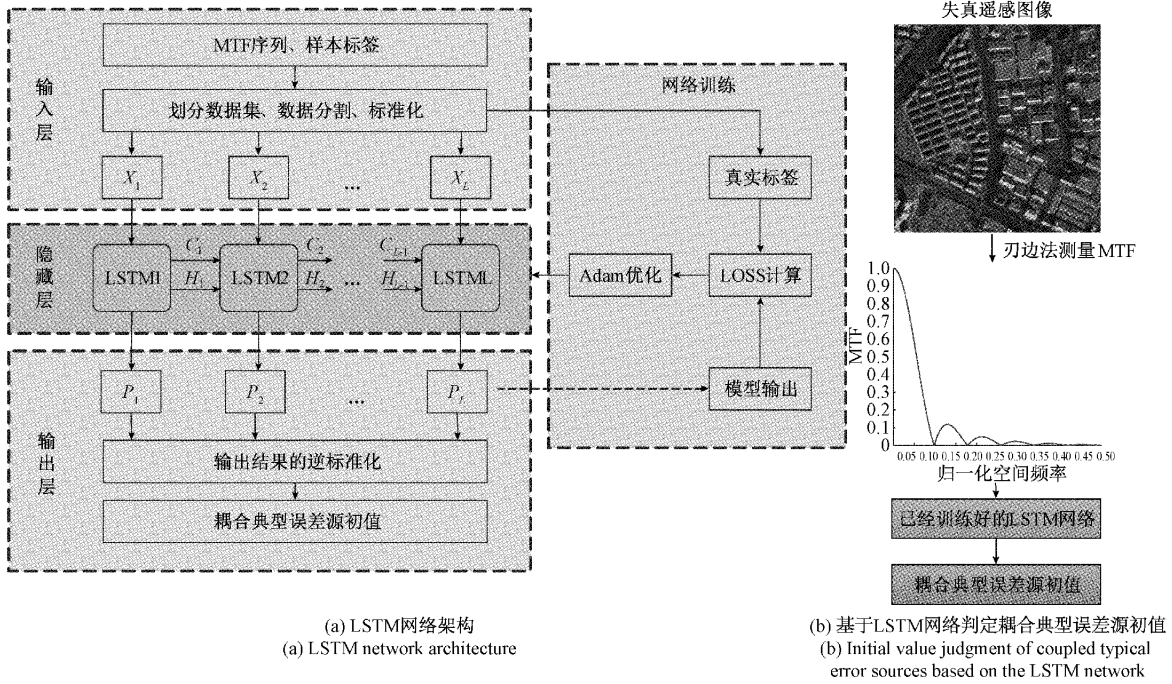 输入层
MTF序列、样本标签
划分数据集、数据分割、标准化
X1
X2
...
XL
隐藏层
LSTM1
C1
H1
LSTM2
C2
H2
...
CL-1
HL-1
LSTML
输出层
P1
P2
...
PL
输出结果的逆标准化
耦合典型误差源初值
网络训练
真实标签
Adam优化
LOSS计算
模型输出
(a) LSTM网络架构
(a) LSTM network architecture
失真遥感图像
刃边法测量MTF
MTF
1.0
0.9
0.8
0.7
0.6
0.5
0.4
0.3
0.2
0.1
0
0.05 0.10 0.15 0.20 0.25 0.30 0.35 0.40 0.45 0.50
归一化空间频率
已经训练好的LSTM网络
耦合典型误差源初值
(b) 基于LSTM网络判定耦合典型误差源初值
(b) Initial value judgment of coupled typical
error sources based on the LSTM network